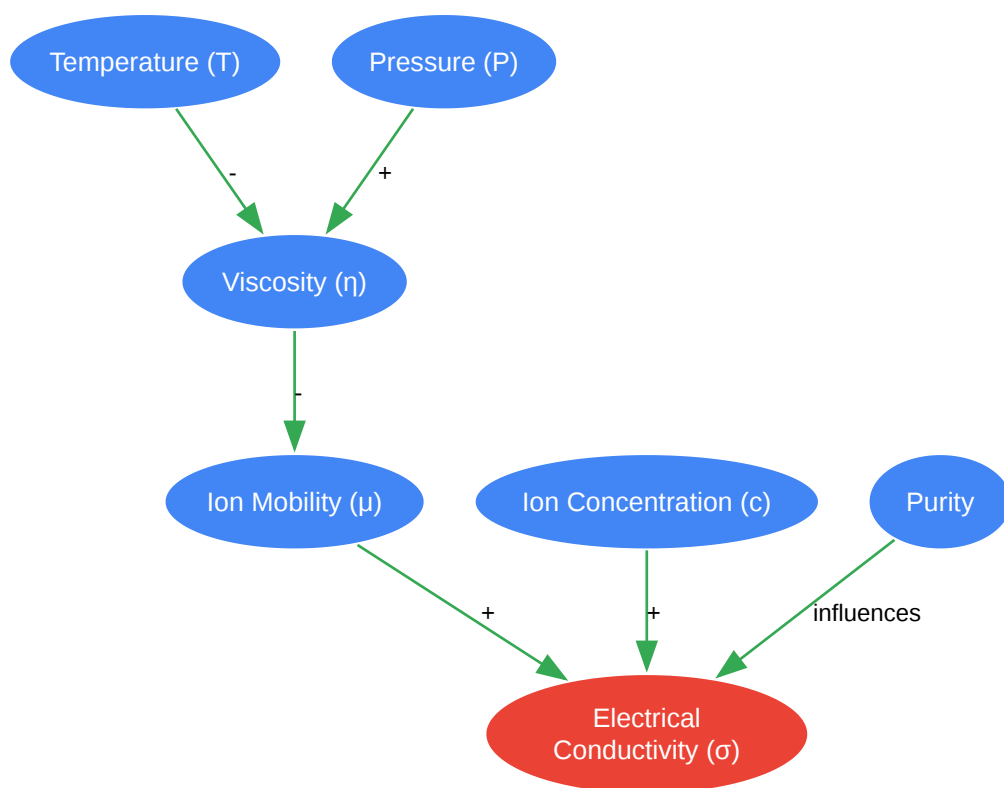 Temperature (T)
Pressure (P)
-
+
Viscosity (η)
-
Ion Mobility (μ)
Ion Concentration (c)
Purity
+
+
influences
Electrical
Conductivity (σ)